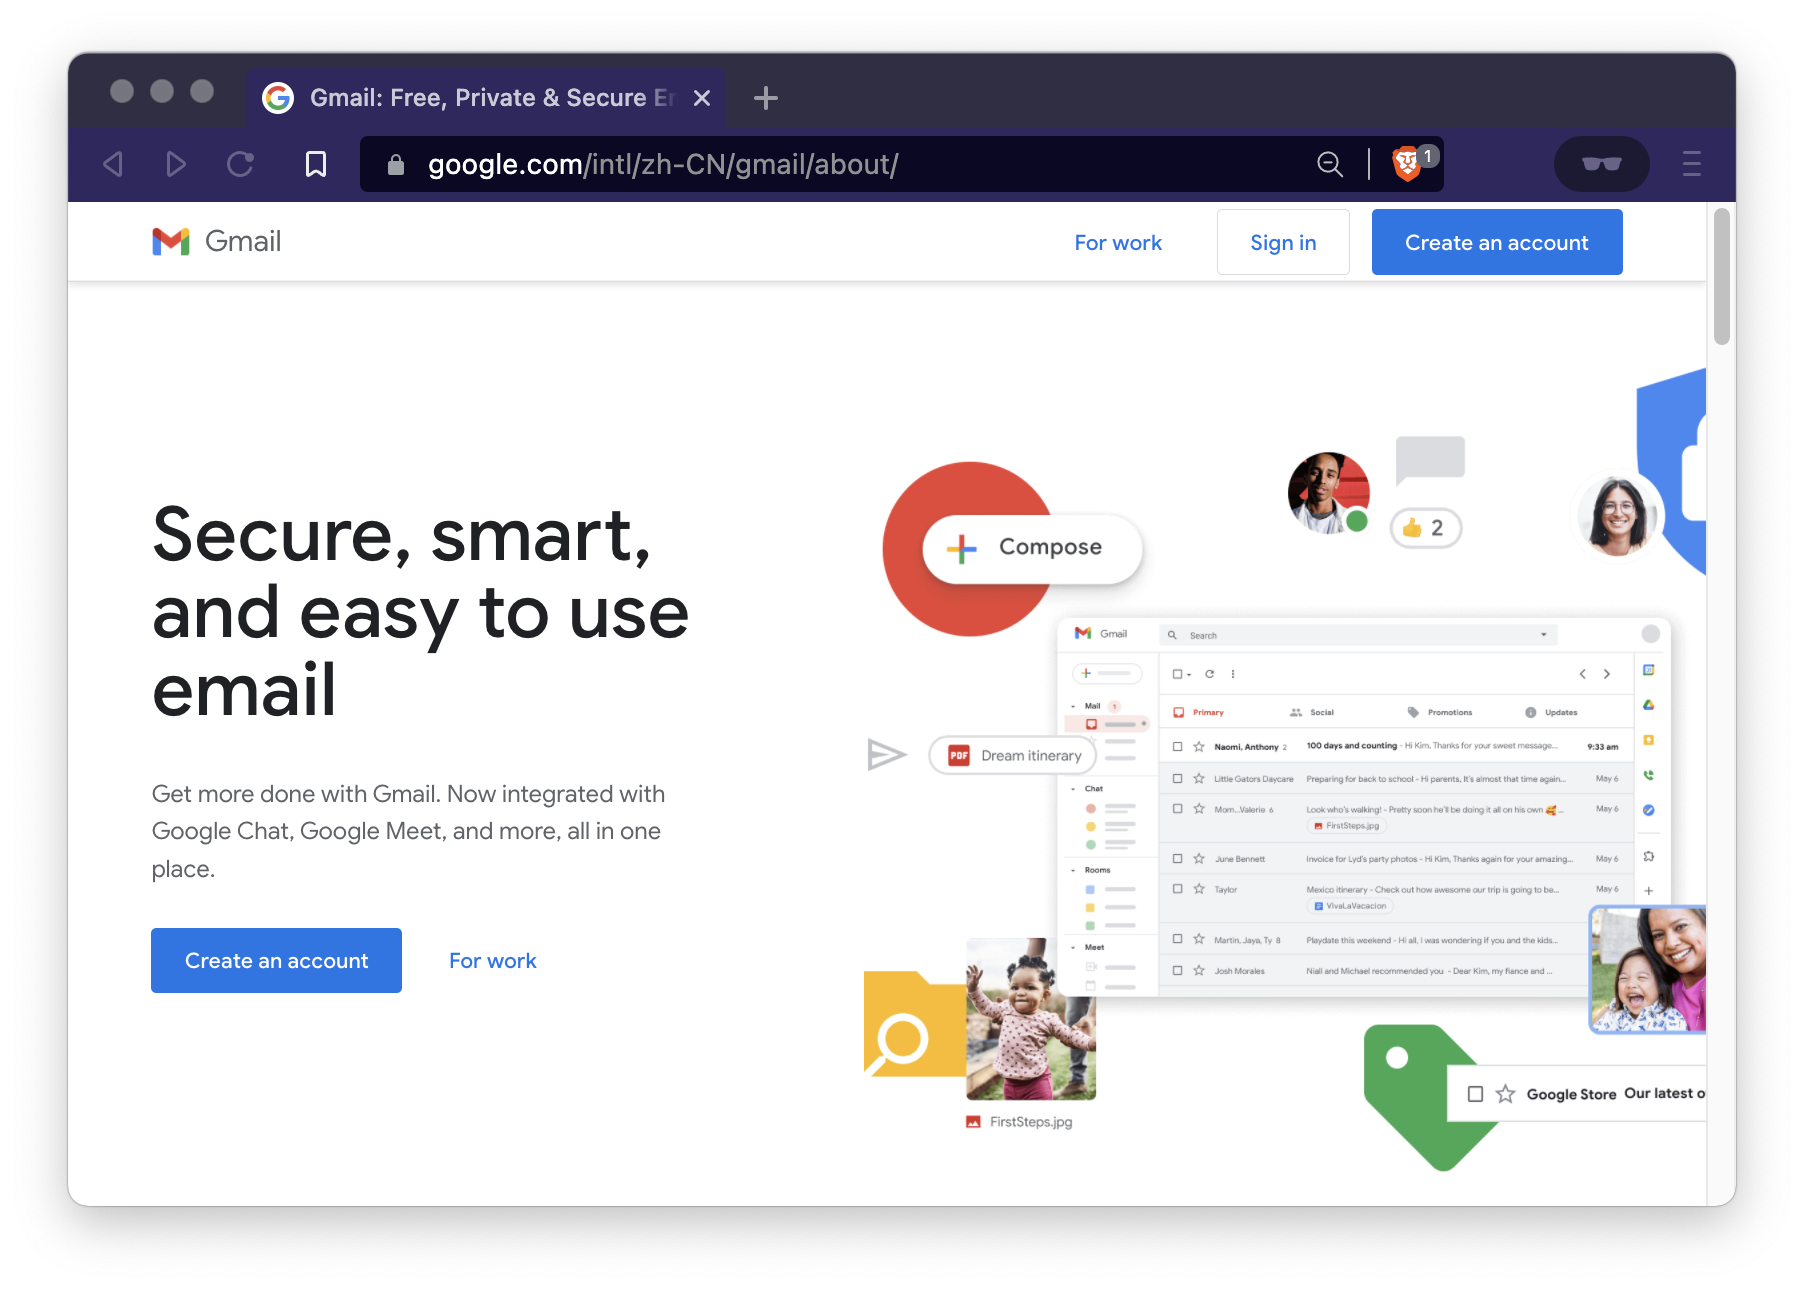 Gmail: Free, Private & Secure Er
google.com/intl/zh-CN/gmail/about/
1
Gmail
For work
Sign in
Create an account
Secure, smart,
and easy to use
email
Get more done with Gmail. Now integrated with
Google Chat, Google Meet, and more, all in one
place.
Create an account
For work
Compose
2
Gmail
Search
Mail 1
Primary
Social
Promotions
Updates
Naomi, Anthony 2 100 days and counting - Hi Kim, Thanks for your sweet message... 9:33 am
PDF Dream itinerary
Little Gators Daycare Preparing for back to school - Hi parents, It's almost that time again... May 6
Chat
Mom...Valerie 6 Look who's walking! - Pretty soon he'll be doing it all on his own 🥰... May 6
FirstSteps.jpg
June Bennett Invoice for Lyd's party photos - Hi Kim, Thanks again for your amazing... May 6
Rooms
Taylor Mexico itinerary - Check out how awesome our trip is going to be... May 6
VivaLaVacacion
Martin, Jaya, Ty 8 Playdate this weekend - Hi all, I was wondering if you and the kids...
Meet
Josh Morales Niall and Michael recommended you - Dear Kim, my fiance and ...
FirstSteps.jpg
Google Store Our latest o